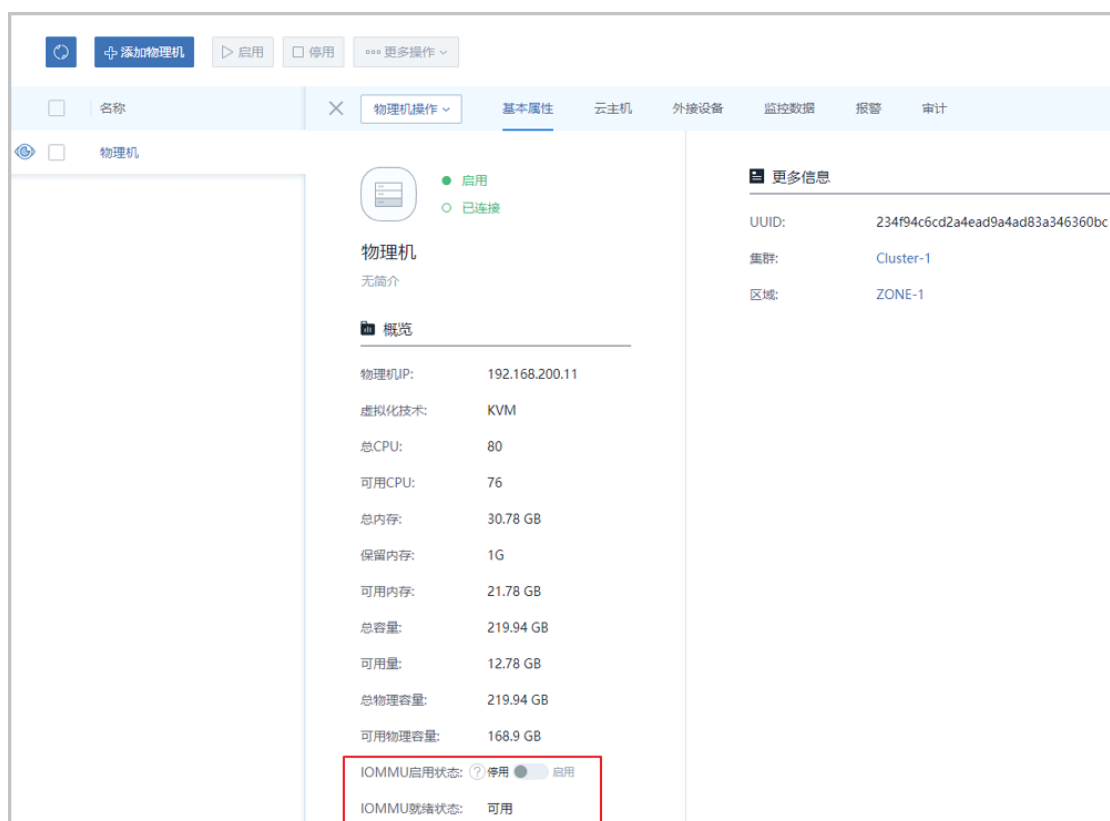 添加物理机 启用 停用 更多操作
名称 物理机操作 基本属性 云主机 外接设备 监控数据 报警 审计
物理机
启用
已连接
物理机
无简介
概览
物理机IP: 192.168.200.11
虚拟化技术: KVM
总CPU: 80
可用CPU: 76
总内存: 30.78 GB
保留内存: 1G
可用内存: 21.78 GB
总容量: 219.94 GB
可用量: 12.78 GB
总物理容量: 219.94 GB
可用物理容量: 168.9 GB
IOMMU启用状态: ? 停用 启用
IOMMU就绪状态: 可用
更多信息
UUID: 234f94c6cd2a4ead9a4ad83a346360bc
集群: Cluster-1
区域: ZONE-1